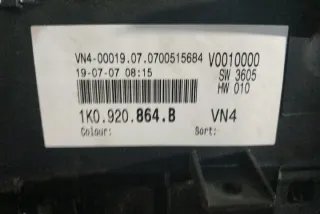 VN4-00019.07.0700515684 V0010000
19-07-07 08:15 SW 3605
HW 010
1K0.920.864.B VN4
Colour: Sort: